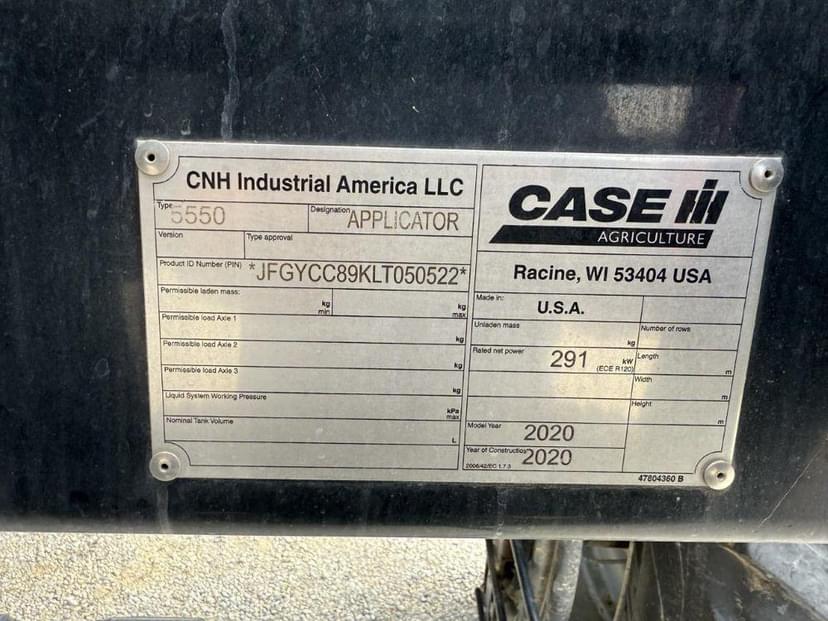 CNH Industrial America LLC
Type
5550
Designation
APPLICATOR
Version
Type approval
Product ID Number (PIN)
*JFGYCC89KLT050522*
Permissible laden mass:
kg
min
kg
max
Permissible load Axle 1
kg
Permissible load Axle 2
kg
Permissible load Axle 3
kg
Liquid System Working Pressure
kPa
max
Nominal Tank Volume
L
CASE IH
AGRICULTURE
Racine, WI 53404 USA
Made in:
U.S.A.
Unladen mass
kg
Number of rows
Rated net power
291
kW
(ECE R120)
Length
m
Width
m
Height
m
Model Year
2020
Year of Construction
2020
2006/42/EC 1.7.3
47804360 B